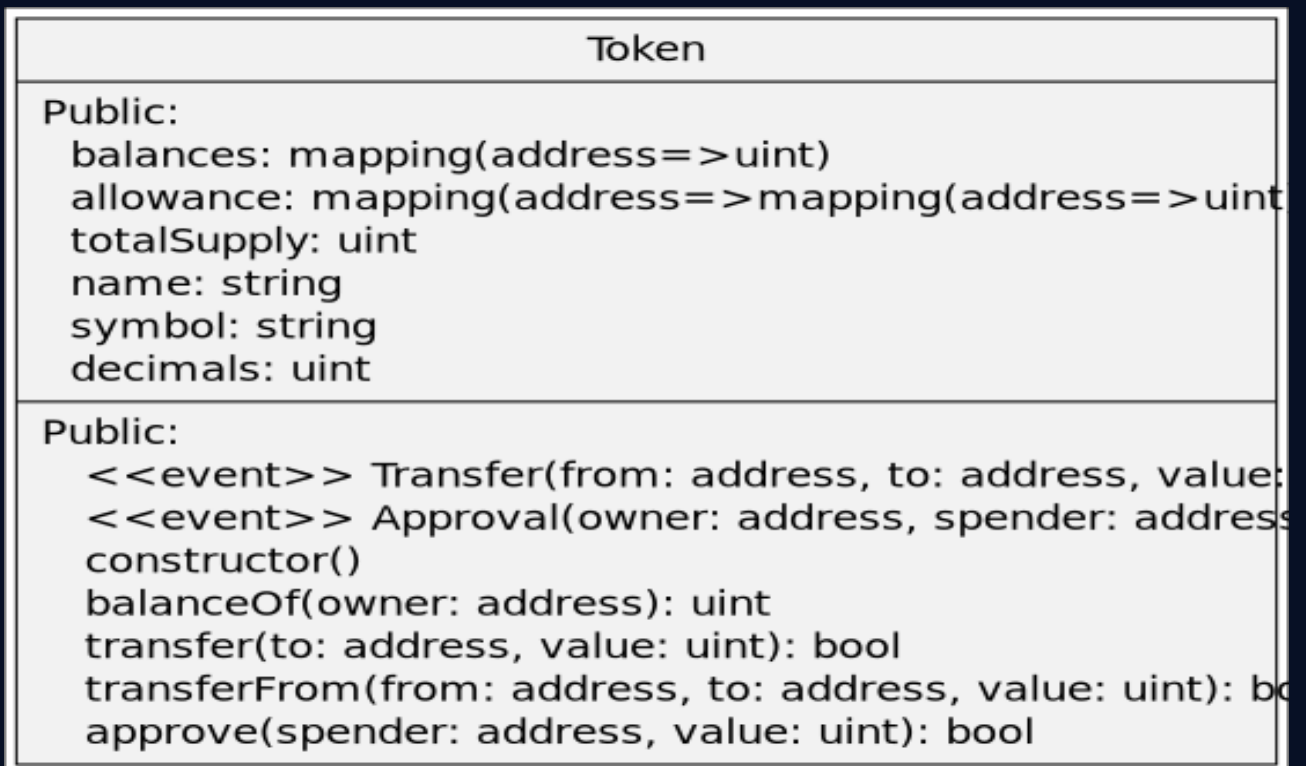 Token
Public:
balances: mapping(address=>uint)
allowance: mapping(address=>mapping(address=>uint)
totalSupply: uint
name: string
symbol: string
decimals: uint
Public:
<<event>> Transfer(from: address, to: address, value:
<<event>> Approval(owner: address, spender: address
constructor()
balanceOf(owner: address): uint
transfer(to: address, value: uint): bool
transferFrom(from: address, to: address, value: uint):
approve(spender: address, value: uint): bool